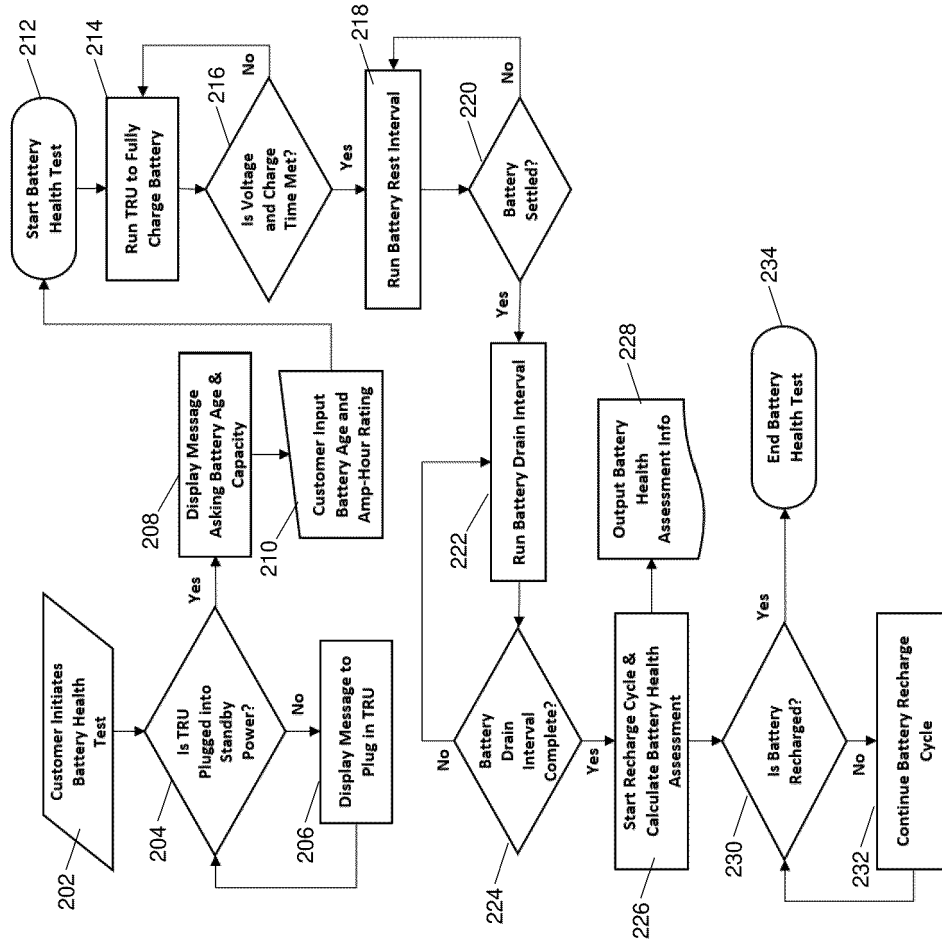 202
Customer Initiates
Battery Health
Test
204
Is TRU
Plugged into
Standby
Power?
No
206
Display Message to
Plug in TRU
Yes
208
Display Message
Asking Battery Age &
Capacity
210
Customer Input
Battery Age and
Amp-Hour Rating
212
Start Battery
Health Test
214
Run TRU to Fully
Charge Battery
216
Is Voltage
and Charge
Time Met?
No
Yes
218
Run Battery Rest Interval
220
Battery
Settled?
No
Yes
222
Run Battery Drain Interval
224
Battery
Drain
Interval
Complete?
No
Yes
226
Start Recharge Cycle &
Calculate Battery Health
Assessment
228
Output Battery
Health
Assessment Info
230
Is Battery
Recharged?
No
232
Continue Battery Recharge
Cycle
Yes
234
End Battery
Health Test